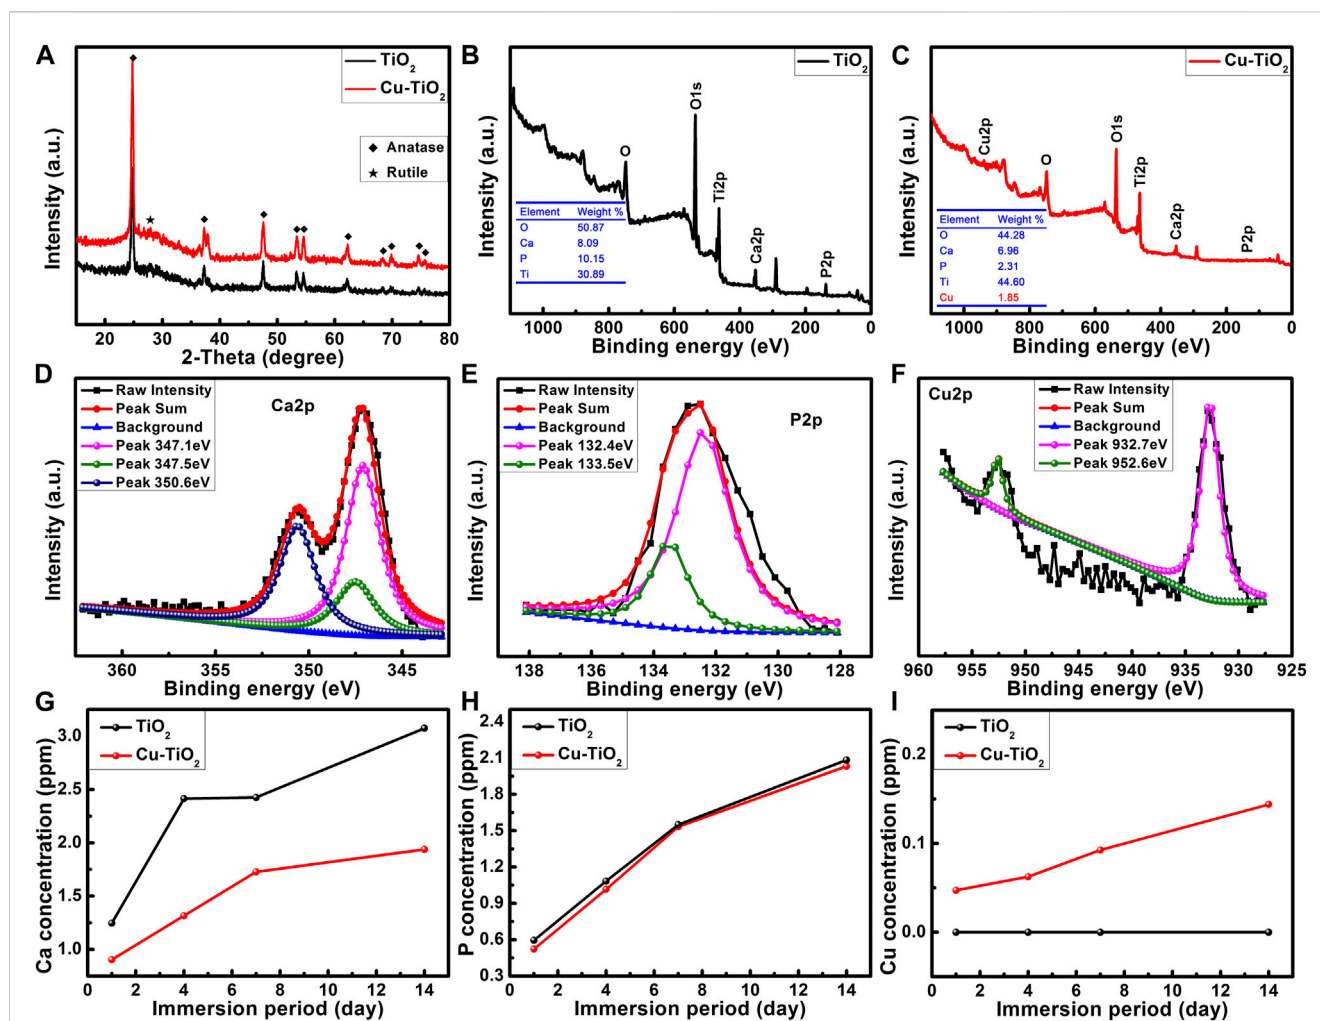 A
TiO2
Cu-TiO2
Anatase
Rutile
Intensity (a.u.)
20 30 40 50 60 70 80
2-Theta (degree)
B
TiO2
O
O1s
Ti2p
Ca2p
P2p
Element Weight %
O 50.87
Ca 8.09
P 10.15
Ti 30.89
Intensity (a.u.)
1000 800 600 400 200 0
Binding energy (eV)
C
Cu-TiO2
Cu2p
O
O1s
Ti2p
Ca2p
P2p
Element Weight %
O 44.28
Ca 6.96
P 2.31
Ti 44.60
Cu 1.85
Intensity (a.u.)
1000 800 600 400 200 0
Binding energy (eV)
D
Raw Intensity
Peak Sum
Background
Peak 347.1eV
Peak 347.5eV
Peak 350.6eV
Ca2p
Intensity (a.u.)
360 355 350 345
Binding energy (eV)
E
Raw Intensity
Peak Sum
Background
Peak 132.4eV
Peak 133.5eV
P2p
Intensity (a.u.)
138 136 134 132 130 128
Binding energy (eV)
F
Cu2p
Raw Intensity
Peak Sum
Background
Peak 932.7eV
Peak 952.6eV
Intensity (a.u.)
960 955 950 945 940 935 930 925
Binding energy (eV)
G
TiO2
Cu-TiO2
Ca concentration (ppm)
3.0
2.5
2.0
1.5
1.0
0 2 4 6 8 10 12 14
Immersion period (day)
H
TiO2
Cu-TiO2
P concentration (ppm)
2.4
2.1
1.8
1.5
1.2
0.9
0.6
0.3
0 2 4 6 8 10 12 14
Immersion period (day)
I
TiO2
Cu-TiO2
Cu concentration (ppm)
0.2
0.1
0.0
0 2 4 6 8 10 12 14
Immersion period (day)